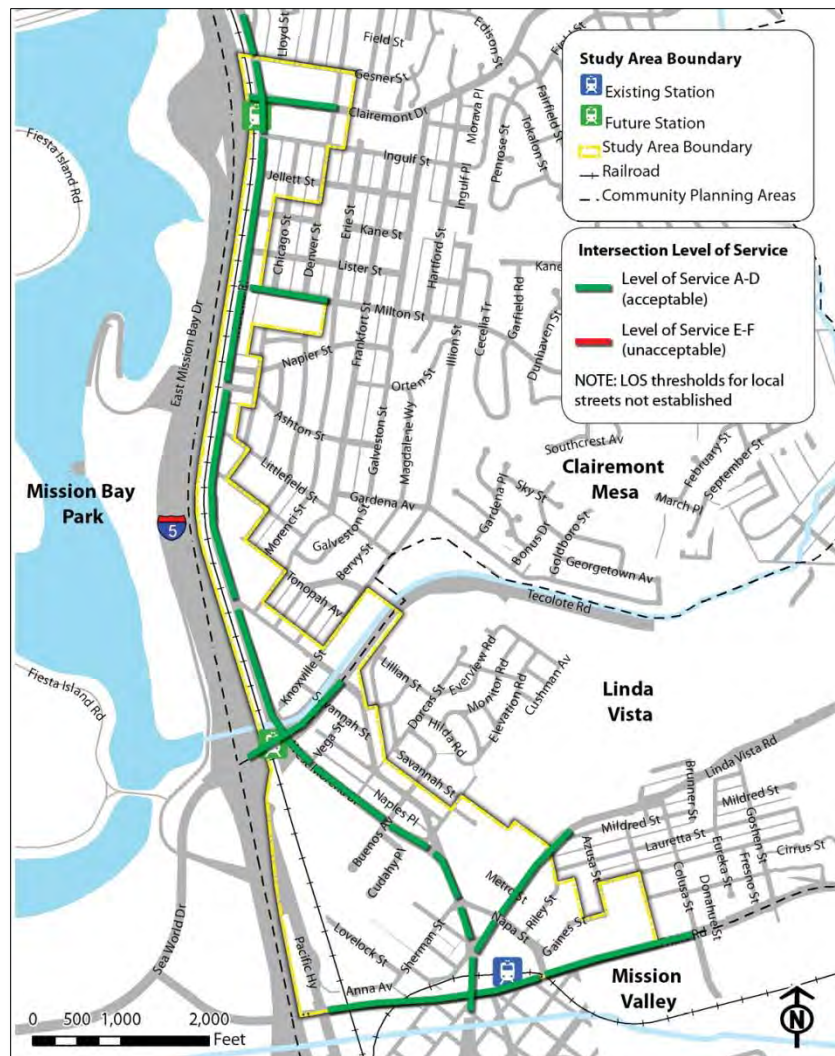 Lloyd St
Field St
Edison St
Field St
Gesner St
Clairemont Dr
Morava Pl
Fairfield St
Tokalon St
Penrose St
Ingulf St
Ingulf Pl
Jellett St
Chicago St
Denver St
Erie St
Kane St
Hartford St
Lister St
Kane
Fiesta Island Rd
East Mission Bay Dr
Milton St
Cecelia Tr
Garfield Rd
Dunhaven St
Illion St
Frankfort St
Napier St
Orten St
Ashton St
Galveston St
Magdalene Wy
Southcrest Av
Clairemont
Mesa
February St
September St
March Pl
Mission Bay
Park
5
Littlefield St
Morenci St
Gardena Av
Galveston St
Bervy St
Gardena Pl
Sky St
Bonus Dr
Goldboro St
Georgetown Av
Tonopah Av
Tecolote Rd
Knoxville St
Savannah St
Vega St
Lillian St
Dorcas St
Everview Rd
Monitor Rd
Hilda Rd
Elevation Rd
Cushman Av
Linda
Vista
Fiesta Island Rd
Savannah St
Naples Pl
Buenos Av
Cudahy Pl
Linda Vista Rd
Brunner St
Mildred St
Mildred St
Goshen St
Lauretta St
Azusa St
Eureka St
Fresno St
Cirrus St
Colusa St
Donahue St
Metro St
Napa St
Riley St
Gaines St
Rd
Sherman St
Lovelock St
Sea World Dr
Pacific Hy
Anna Av
Mission
Valley
Study Area Boundary
Existing Station
Future Station
Study Area Boundary
Railroad
Community Planning Areas
Intersection Level of Service
Level of Service A-D
(acceptable)
Level of Service E-F
(unacceptable)
NOTE: LOS thresholds for local
streets not established
0 500 1,000 2,000
Feet
N